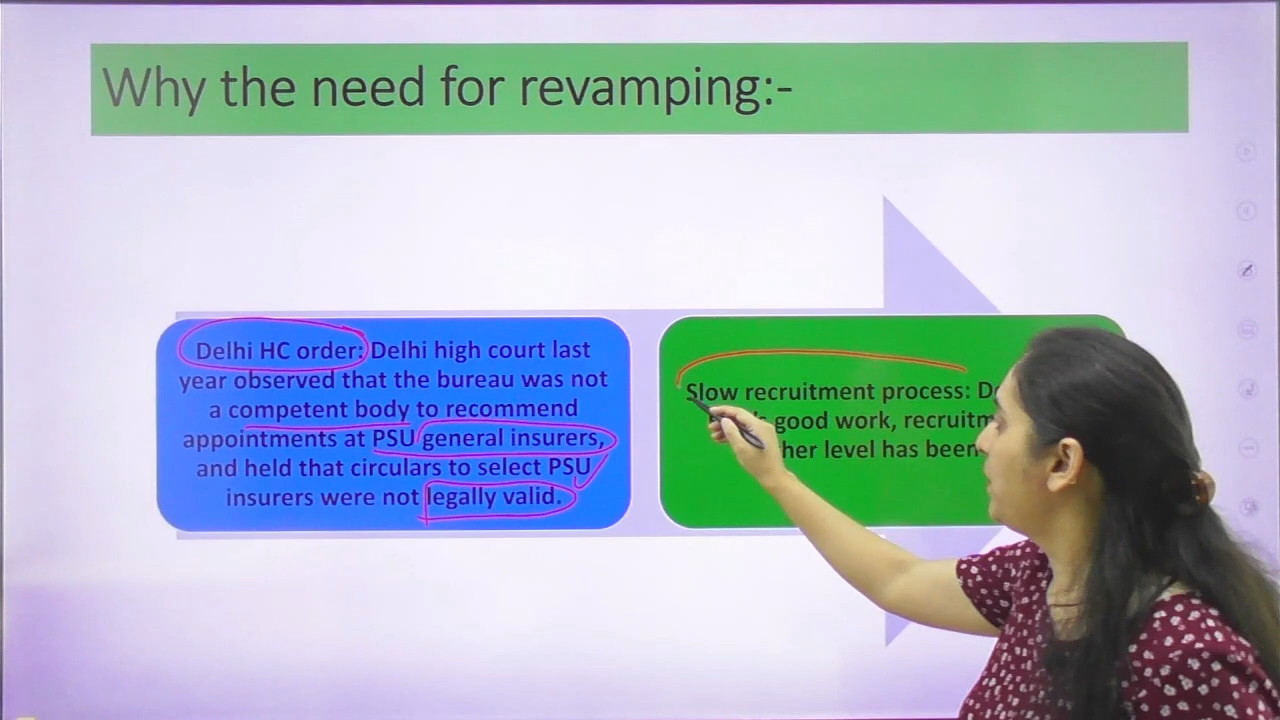 Why the need for revamping:-
Delhi HC order: Delhi high court last
year observed that the bureau was not
a competent body to recommend
appointments at PSU general insurers,
and held that circulars to select PSU
insurers were not legally valid.
Slow recruitment process:
good work,
level has been